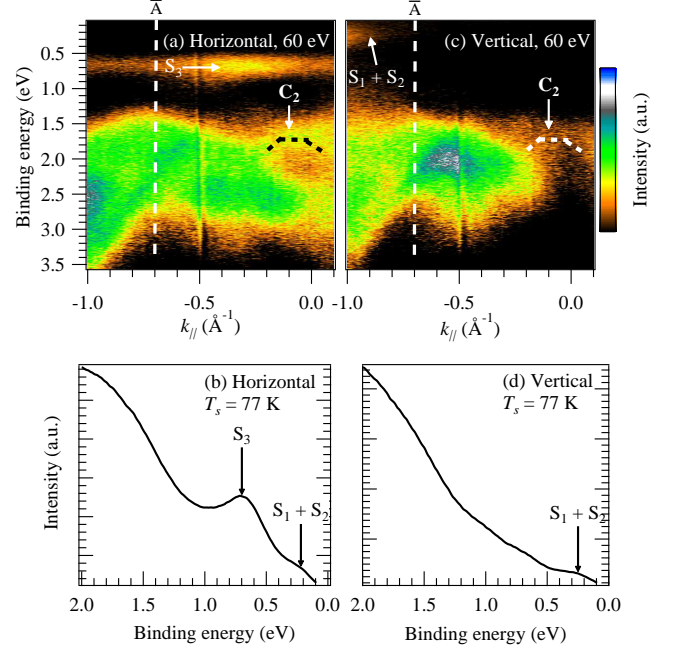 Ā
Ā
(a) Horizontal, 60 eV
(c) Vertical, 60 eV
S3
S1 + S2
C2
C2
0.5
1.0
1.5
2.0
2.5
3.0
3.5
Binding energy (eV)
Intensity (a.u.)
-1.0
-0.5
0.0
-1.0
-0.5
0.0
k// (Å-1)
k// (Å-1)
(b) Horizontal
Ts = 77 K
S3
S1 + S2
(d) Vertical
Ts = 77 K
S1 + S2
Intensity (a.u.)
2.0
1.5
1.0
0.5
0.0
2.0
1.5
1.0
0.5
0.0
Binding energy (eV)
Binding energy (eV)